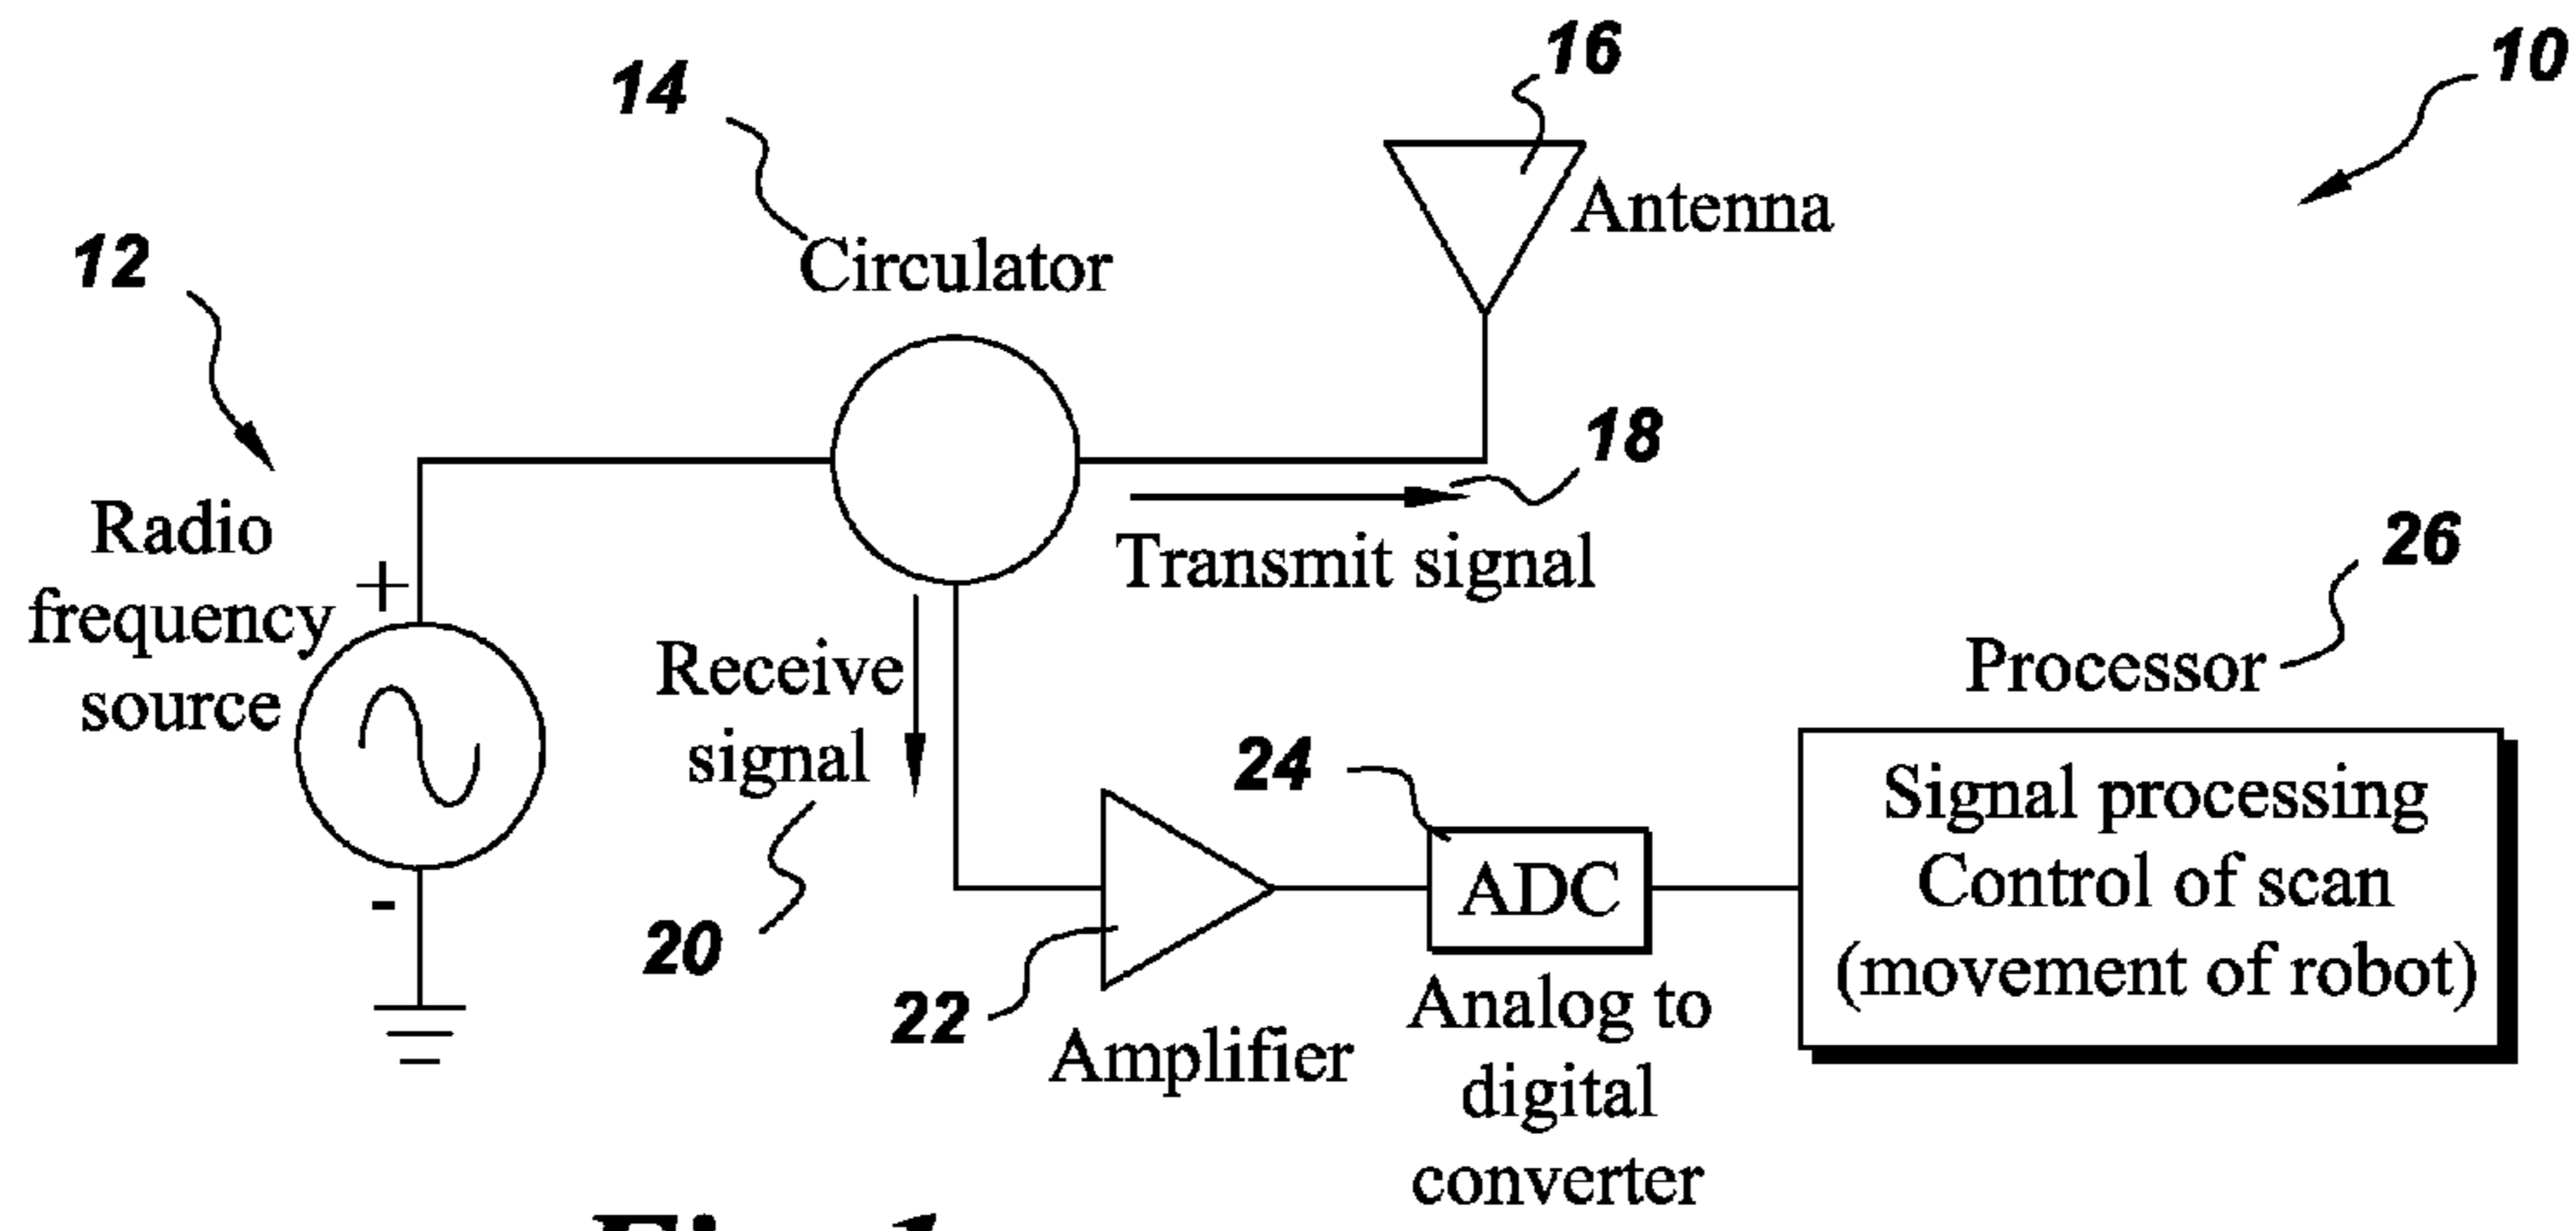 16
10
14
Antenna
12
Circulator
18
Radio
frequency
source
+
-
Transmit signal
26
Receive
signal
20
Processor
24
Signal processing
Control of scan
(movement of robot)
ADC
22
Amplifier
Analog to
digital
converter